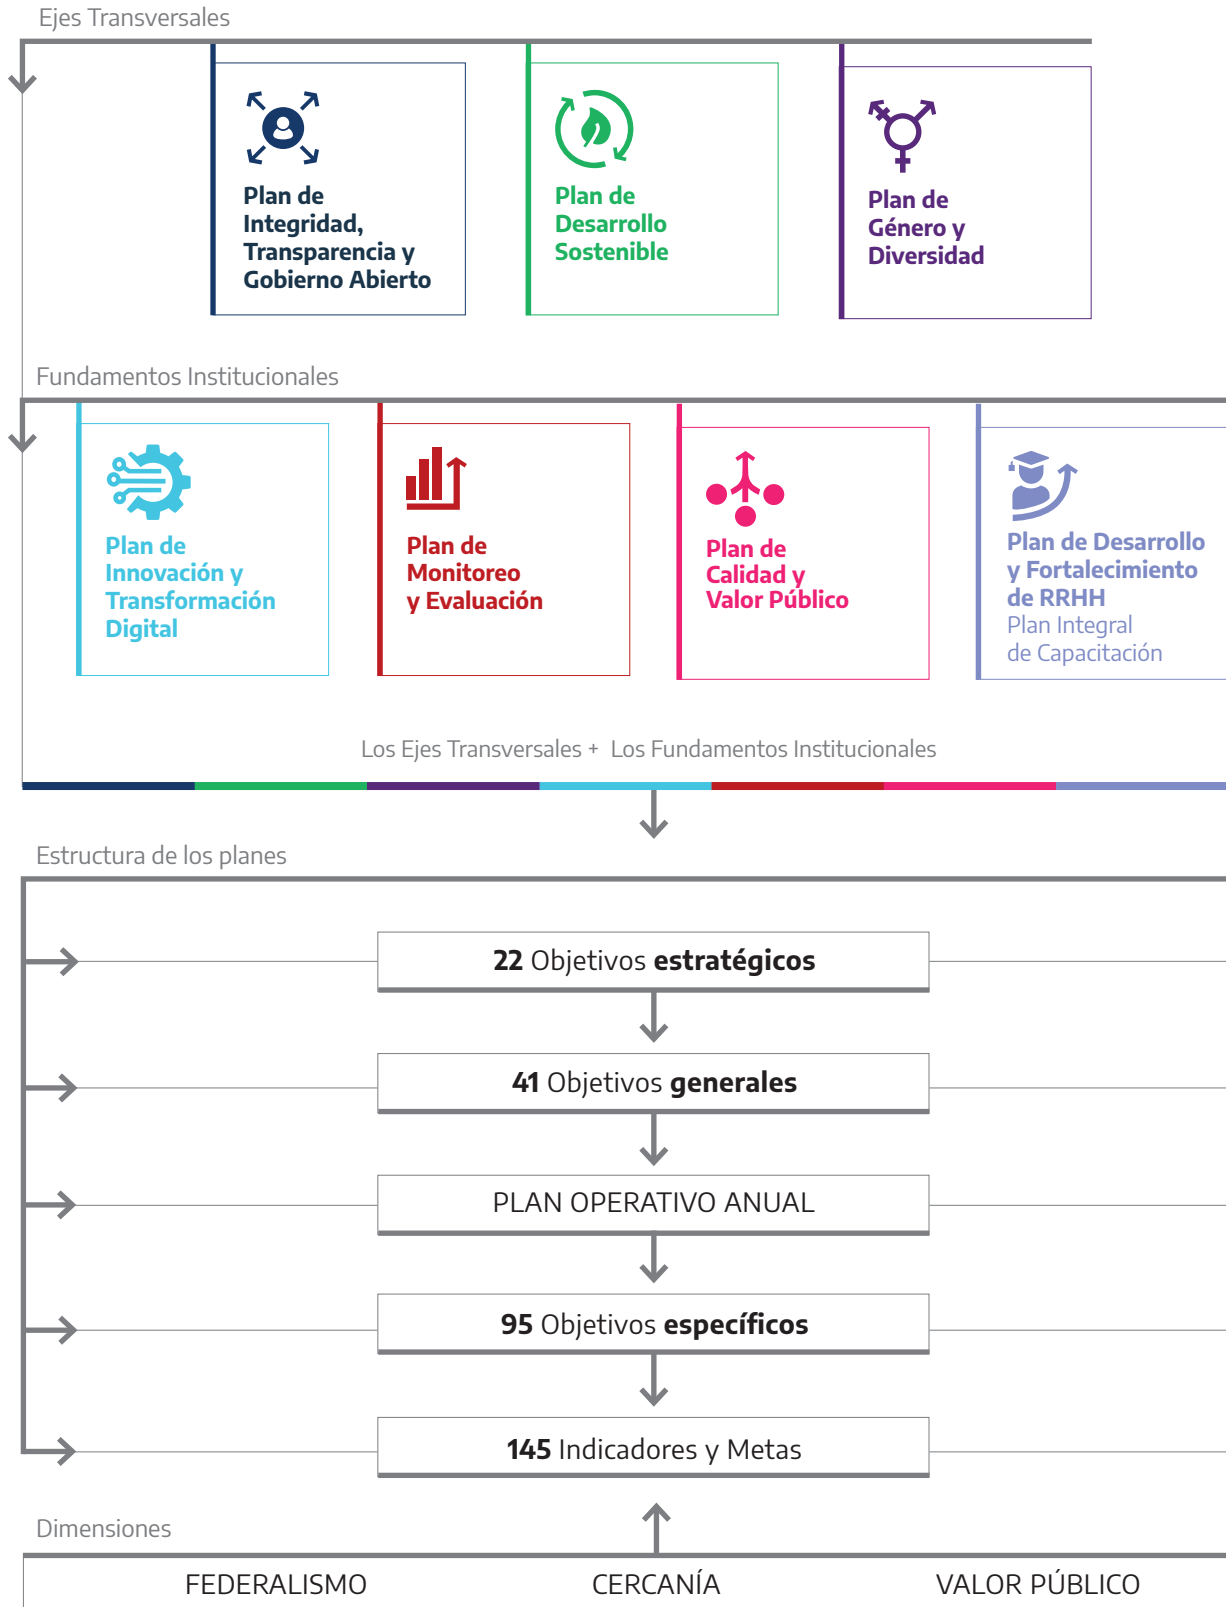 Ejes Transversales
Plan de
Integridad,
Transparencia y
Gobierno Abierto
Plan de
Desarrollo
Sostenible
Plan de
Género y
Diversidad
Fundamentos Institucionales
Plan de
Innovación y
Transformación
Digital
Plan de
Monitoreo
y Evaluación
Plan de
Calidad y
Valor Público
Plan de Desarrollo
y Fortalecimiento
de RRHH
Plan Integral
de Capacitación
Los Ejes Transversales + Los Fundamentos Institucionales
Estructura de los planes
22 Objetivos estratégicos
41 Objetivos generales
PLAN OPERATIVO ANUAL
95 Objetivos específicos
145 Indicadores y Metas
Dimensiones
FEDERALISMO
CERCANÍA
VALOR PÚBLICO